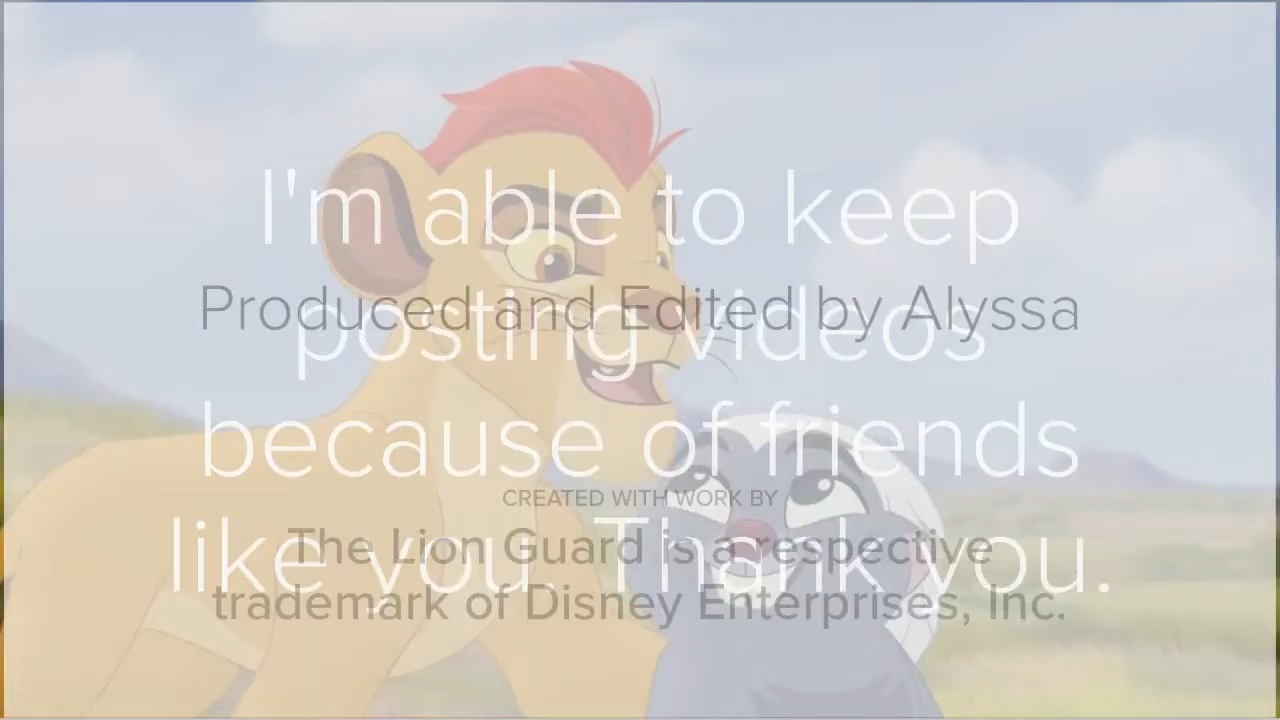 I'm able to keep
posting videos
because of friends
like you. Thank you.
Produced and Edited by Alyssa
CREATED WITH WORK BY
The Lion Guard is a respective
trademark of Disney Enterprises, Inc.